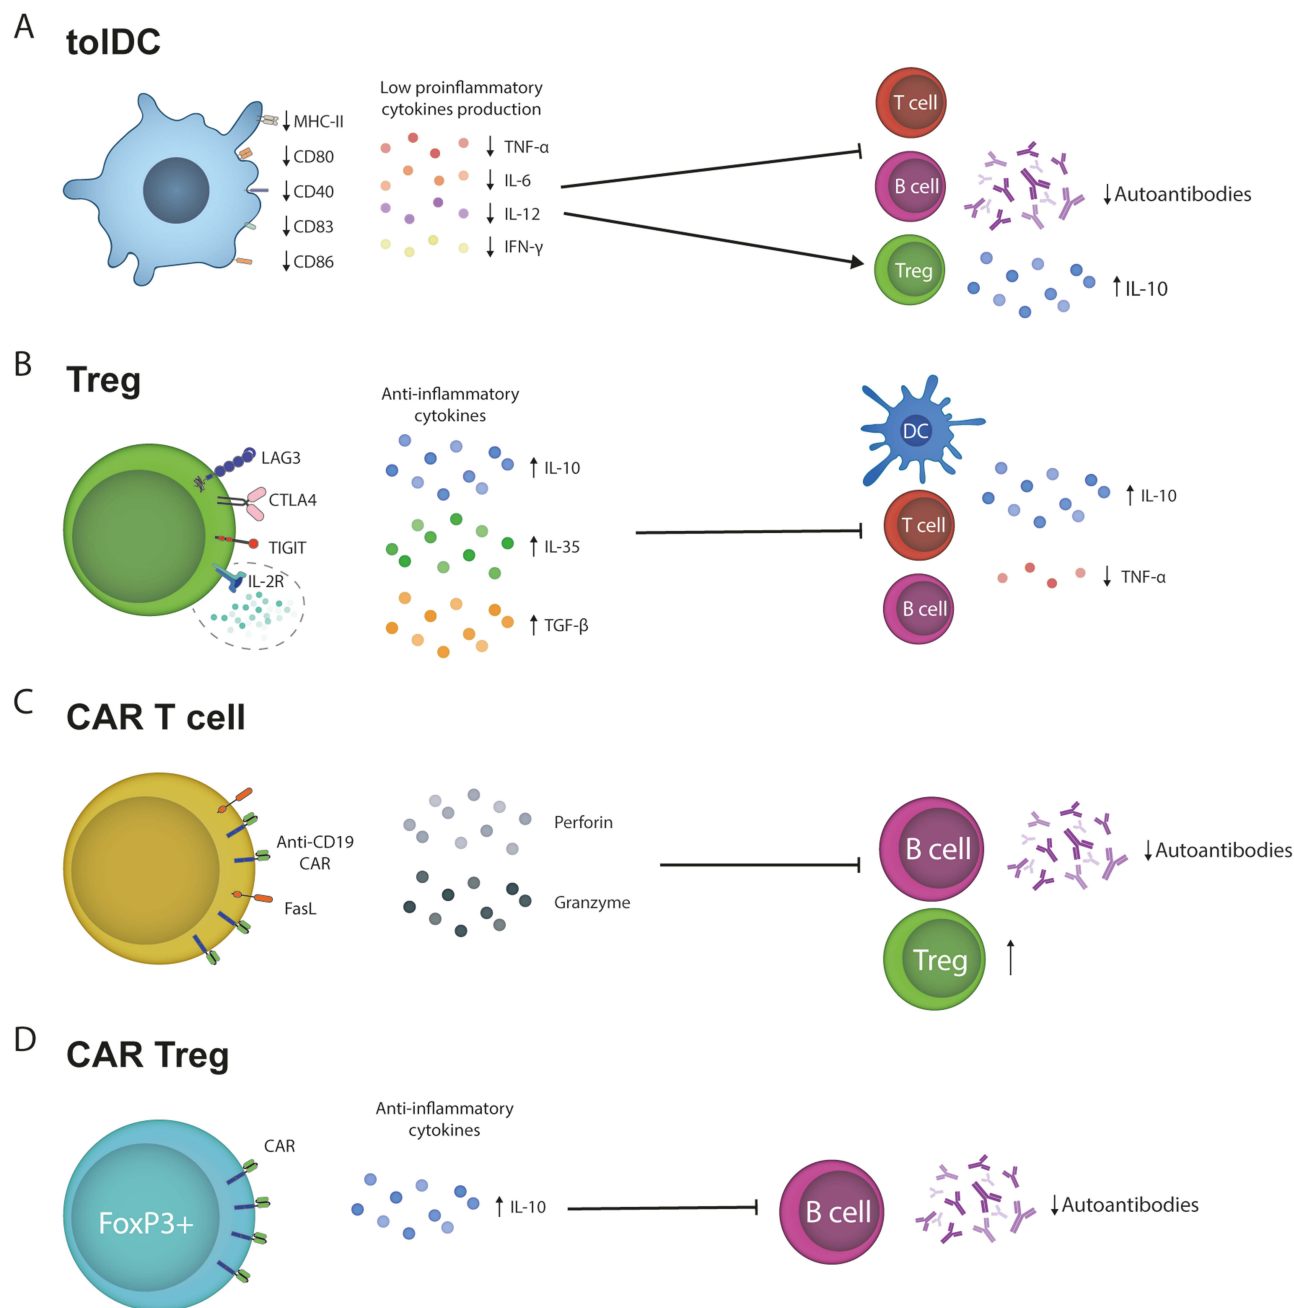 A
tolDC
↓ MHC-II
↓ CD80
↓ CD40
↓ CD83
↓ CD86
Low proinflammatory
cytokines production
↓ TNF-α
↓ IL-6
↓ IL-12
↓ IFN-γ
T cell
B cell
Treg
↓ Autoantibodies
↑ IL-10
B
Treg
LAG3
CTLA4
TIGIT
IL-2R
Anti-inflammatory
cytokines
↑ IL-10
↑ IL-35
↑ TGF-β
DC
T cell
B cell
↑ IL-10
↓ TNF-α
C
CAR T cell
Anti-CD19
CAR
FasL
Perforin
Granzyme
B cell
Treg
↑
↓ Autoantibodies
D
CAR Treg
FoxP3+
CAR
Anti-inflammatory
cytokines
↑ IL-10
B cell
↓ Autoantibodies